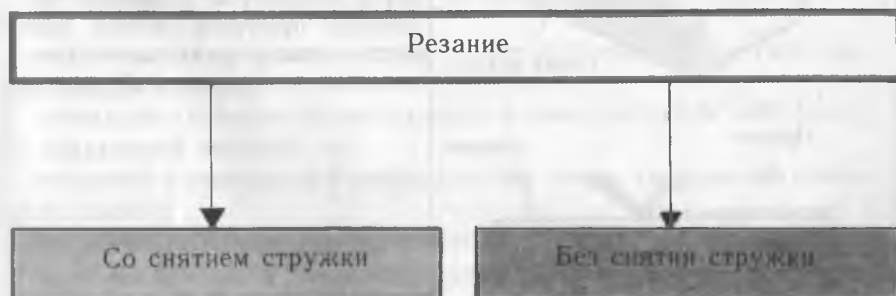 Резание
Со снятием стружки
Без снятия стружки